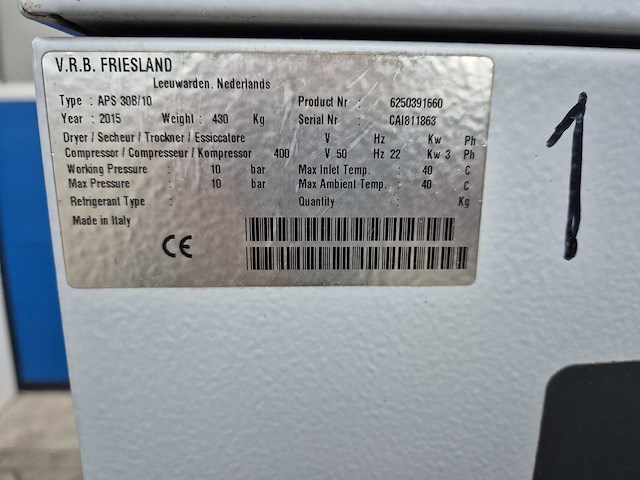 V.R.B. FRIESLAND
Leeuwarden, Nederlands
Type : APS 30B/10 Product Nr : 6250391660
Year : 2015 Weight : 430 Kg Serial Nr : CAI811863
Dryer / Secheur / Trockner / Essiccatore V Hz Kw Ph
Compressor / Compresseur / Kompressor 400 V 50 Hz 22 Kw 3 Ph
Working Pressure : 10 bar Max Inlet Temp. : 40 C
Max Pressure : 10 bar Max Ambient Temp. : 40 C
Refrigerant Type : Quantity : Kg
Made in Italy
CE
1